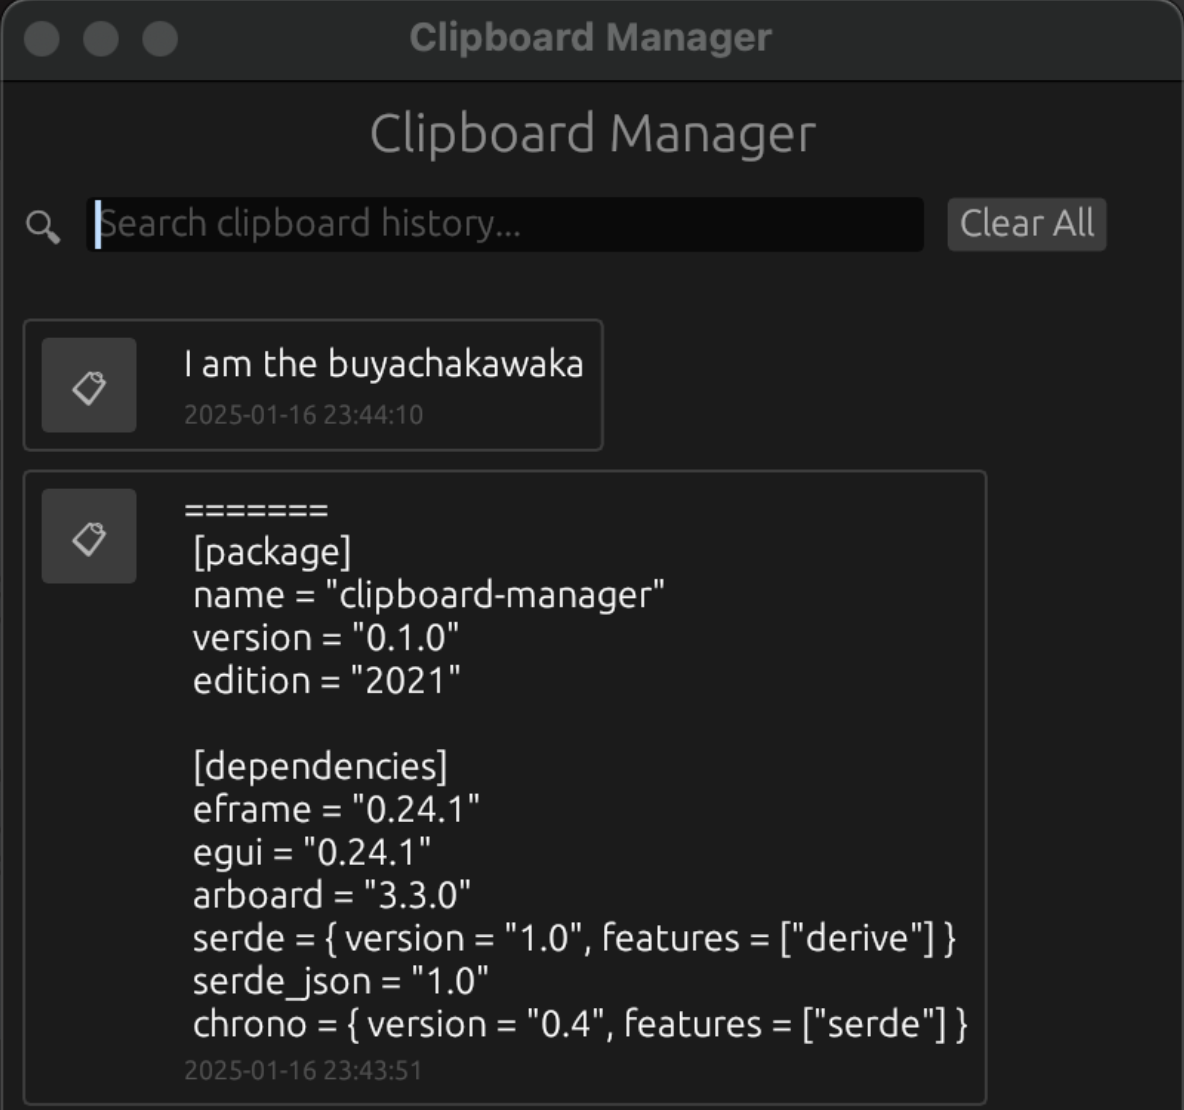 Clipboard Manager
Clipboard Manager
Search clipboard history...
Clear All
I am the buyachakawaka
2025-01-16 23:44:10
=======
[package]
name = "clipboard-manager"
version = "0.1.0"
edition = "2021"
[dependencies]
eframe = "0.24.1"
egui = "0.24.1"
arboard = "3.3.0"
serde = { version = "1.0", features = ["derive"] }
serde_json = "1.0"
chrono = { version = "0.4", features = ["serde"] }
2025-01-16 23:43:51